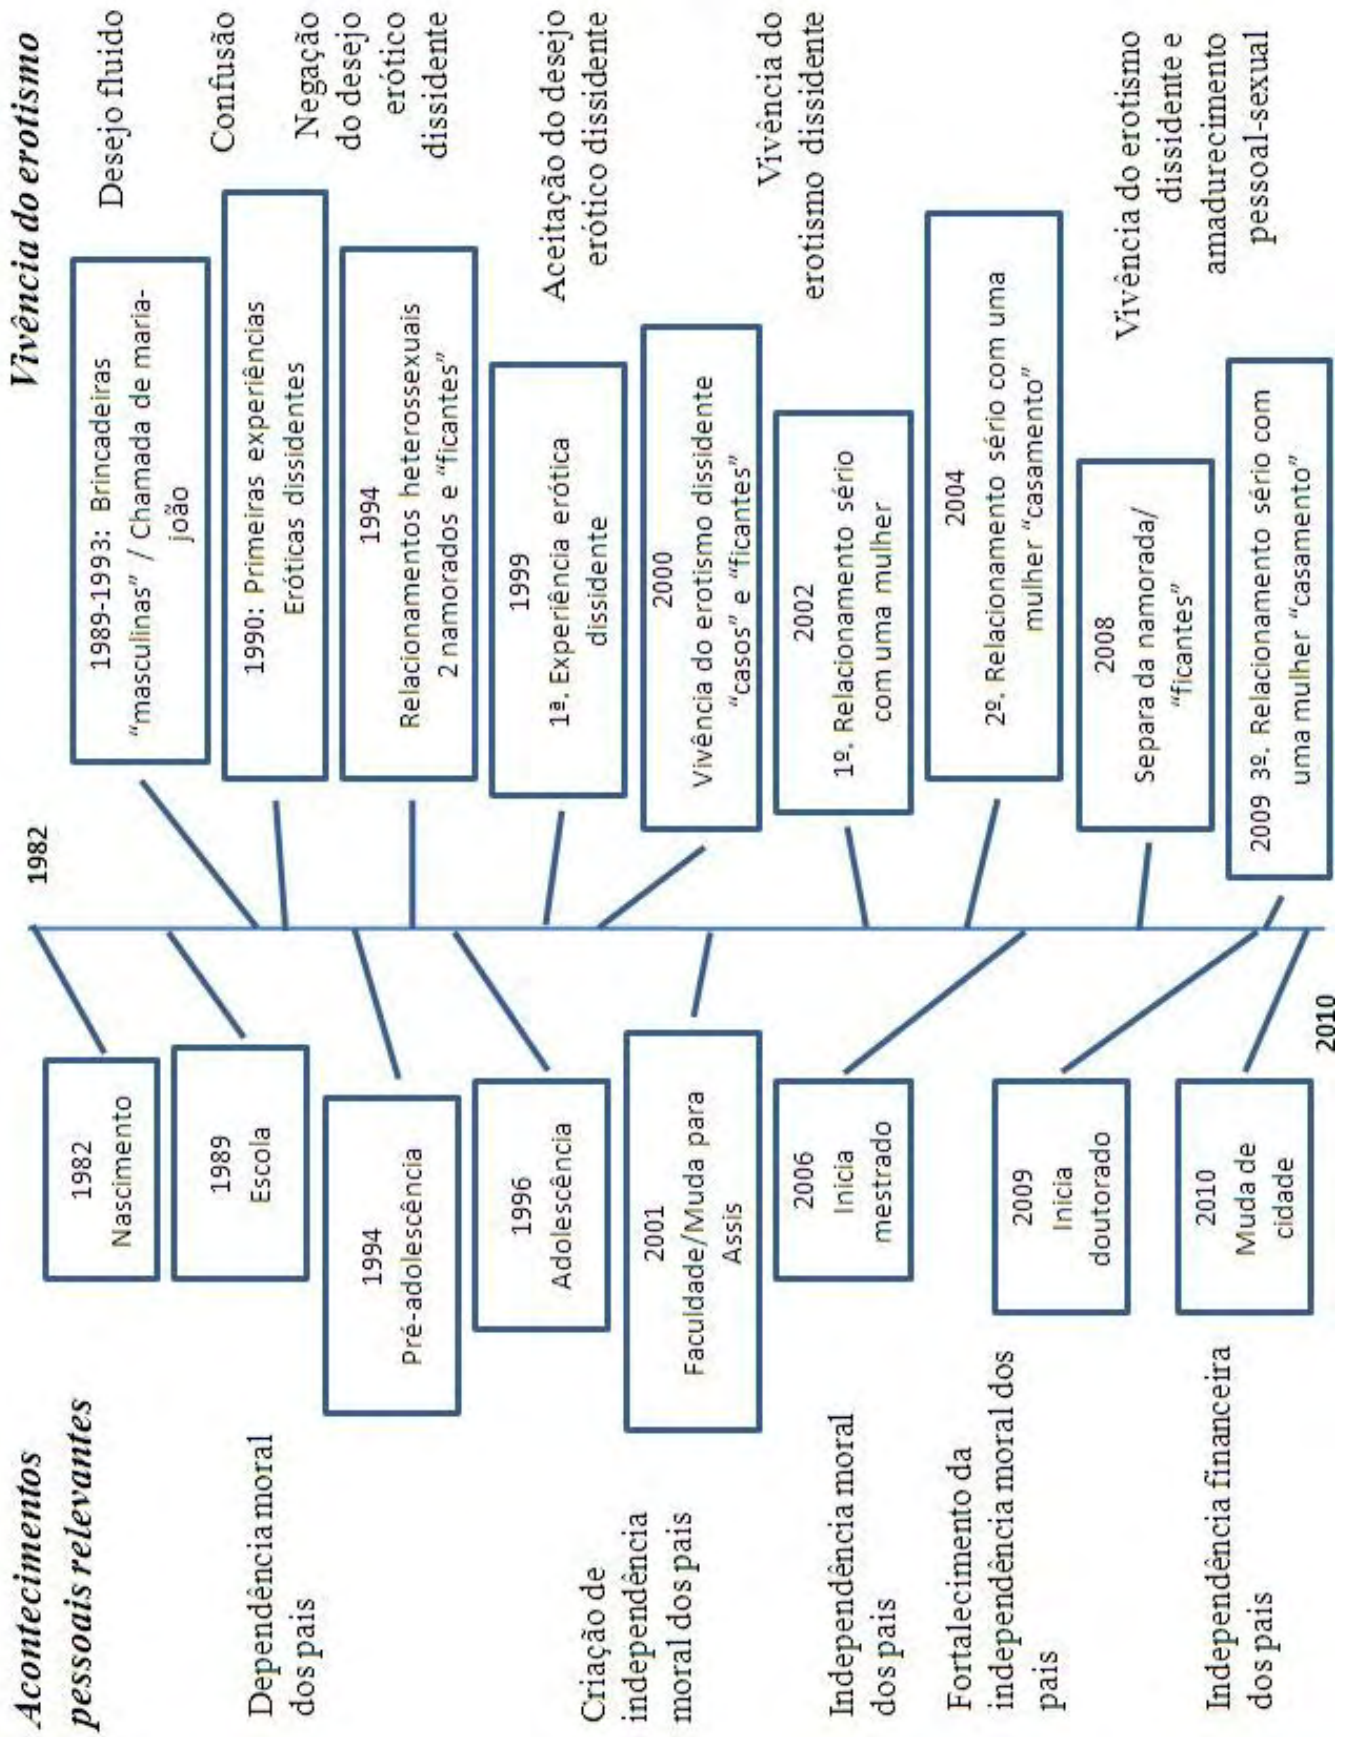 Acontecimentos
pessoais relevantes
Vivência do erotismo
1982
1982
Nascimento
1989
Escola
1994
Pré-adolescência
1996
Adolescência
2001
Faculdade/Muda para
Assis
2006
Inicia
mestrado
2009
Inicia
doutorado
2010
Muda de
cidade
2010
Dependência moral
dos pais
Criação de
independência
moral dos pais
Independência moral
dos pais
Fortalecimento da
independência moral dos
pais
Independência financeira
dos pais
1989-1993: Brincadeiras
“masculinas” / Chamada de maria-
joão
1990: Primeiras experiências
Eróticas dissidentes
1994
Relacionamentos heterossexuais
2 namorados e “ficantes”
1999
1ª. Experiência erótica
dissidente
2000
Vivência do erotismo dissidente
“casos” e “ficantes”
2002
1º. Relacionamento sério
com uma mulher
2004
2º. Relacionamento sério com uma
mulher “casamento”
2008
Separa da namorada/
“ficantes”
2009 3º. Relacionamento sério com
uma mulher “casamento”
Desejo fluido
Confusão
Negação
do desejo
erótico
dissidente
Aceitação do desejo
erótico dissidente
Vivência do
erotismo dissidente
Vivência do erotismo
dissidente e
amadurecimento
pessoal-sexual